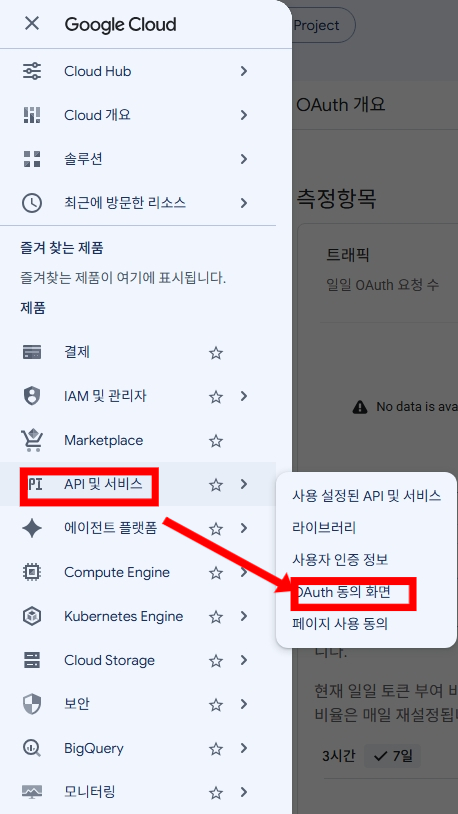 Google Cloud
Project
Cloud Hub
Cloud 개요
OAuth 개요
솔루션
최근에 방문한 리소스
측정항목
즐겨 찾는 제품
트래픽
즐겨찾는 제품이 여기에 표시됩니다.
일일 OAuth 요청 수
제품
결제
IAM 및 관리자
No data is ava
Marketplace
API 및 서비스
사용 설정된 API 및 서비스
에이전트 플랫폼
라이브러리
사용자 인증 정보
Compute Engine
OAuth 동의 화면
Kubernetes Engine
페이지 사용 동의
니다.
Cloud Storage
현재 일일 토큰 부여 비
보안
비율은 매일 재설정됩니
BigQuery
3시간
7일
모니터링